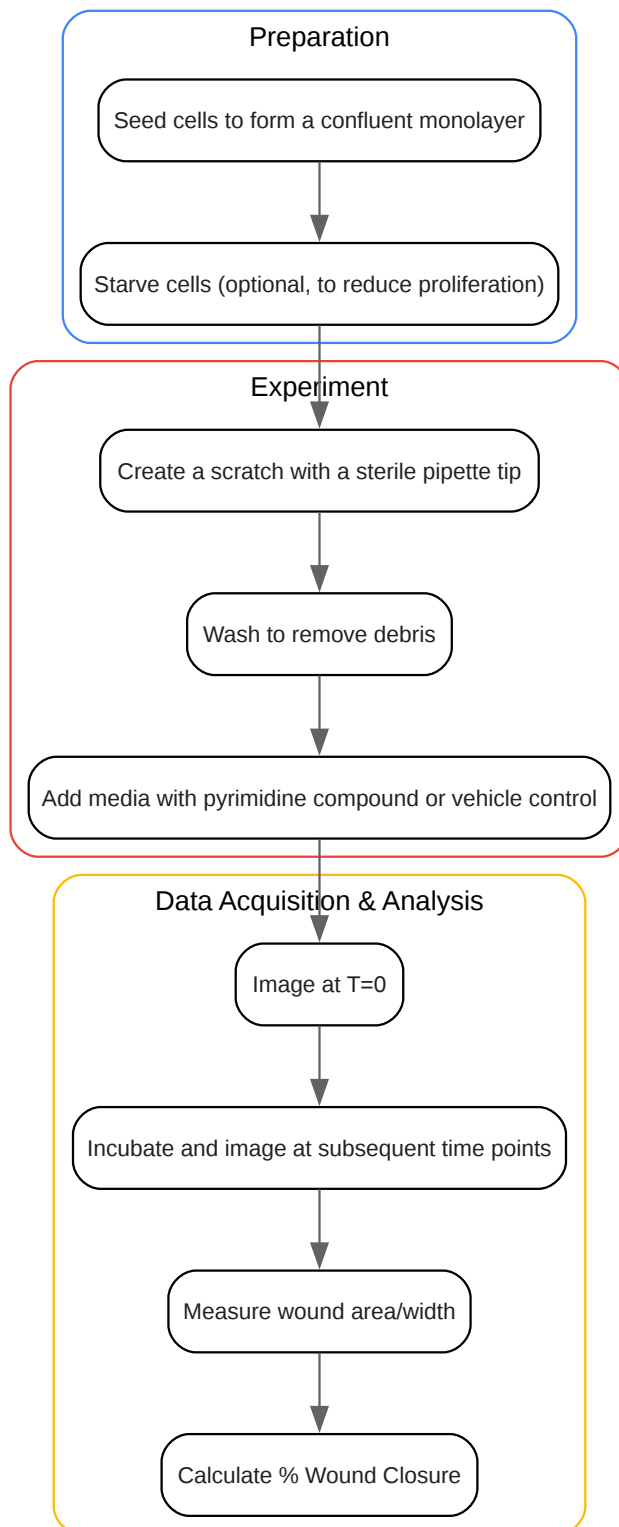 Preparation
Seed cells to form a confluent monolayer
Starve cells (optional, to reduce proliferation)
Experiment
Create a scratch with a sterile pipette tip
Wash to remove debris
Add media with pyrimidine compound or vehicle control
Data Acquisition & Analysis
Image at T=0
Incubate and image at subsequent time points
Measure wound area/width
Calculate % Wound Closure